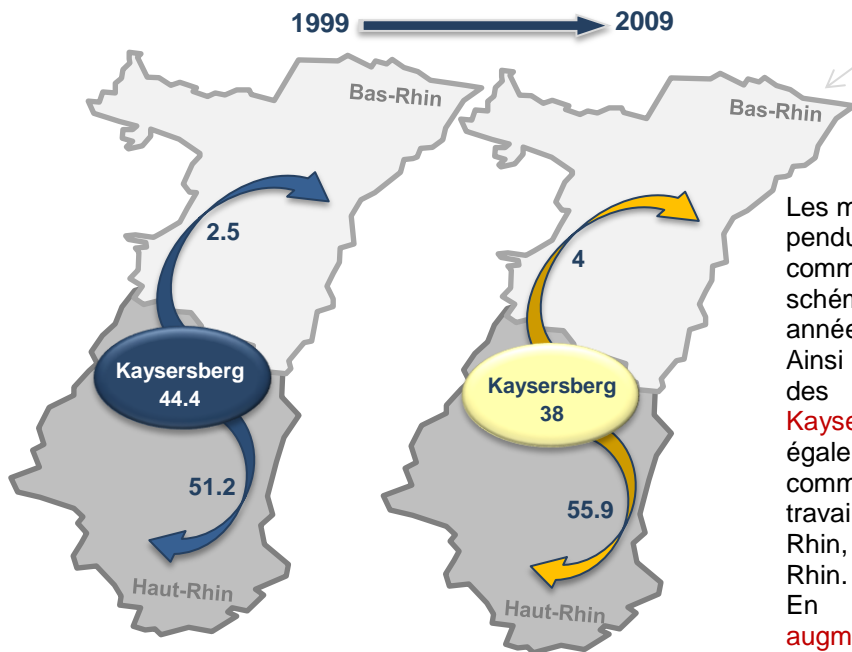 1999 2009
Bas-Rhin
Bas-Rhin
2.5
4
Kaysersberg
44.4
Kaysersberg
38
51.2
55.9
Haut-Rhin
Haut-Rhin
Les m
pendu
comm
schém
année
Ainsi
des
Kayse
égale
comm
travai
Rhin,
Rhin.
En
augm